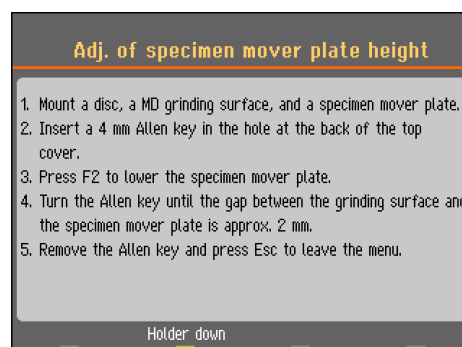 Adj. of specimen mover plate height
1. Mount a disc, a MD grinding surface, and a specimen mover plate.
2. Insert a 4 mm Allen key in the hole at the back of the top
cover.
3. Press F2 to lower the specimen mover plate.
4. Turn the Allen key until the gap between the grinding surface and
the specimen mover plate is approx. 2 mm.
5. Remove the Allen key and press Esc to leave the menu.
Holder down